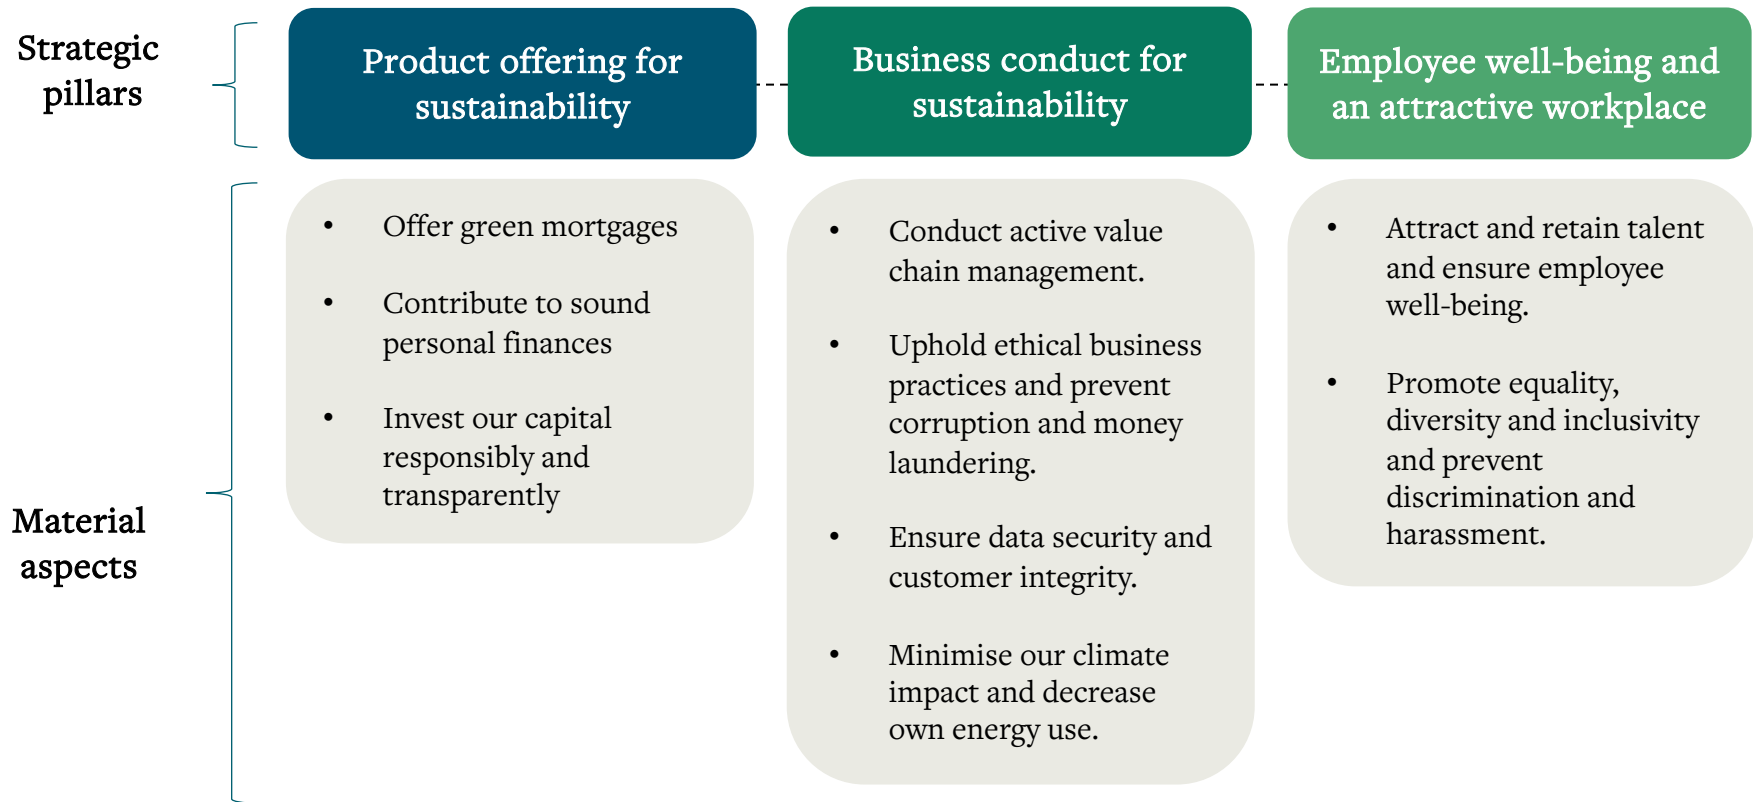 Strategic
pillars
Product offering for
sustainability
Business conduct for
sustainability
Employee well-being and
an attractive workplace
Material
aspects
• Offer green mortgages
• Contribute to sound
personal finances
• Invest our capital
responsibly and
transparently
• Conduct active value
chain management.
• Uphold ethical business
practices and prevent
corruption and money
laundering.
• Ensure data security and
customer integrity.
• Minimise our climate
impact and decrease
own energy use.
• Attract and retain talent
and ensure employee
well-being.
• Promote equality,
diversity and inclusivity
and prevent
discrimination and
harassment.